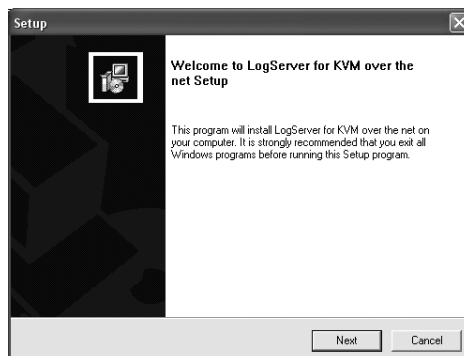 Setup
Welcome to LogServer for KVM over the
net Setup
This program will install LogServer for KVM over the net on
your computer. It is strongly recommended that you exit all
Windows programs before running this Setup program.
Next
Cancel